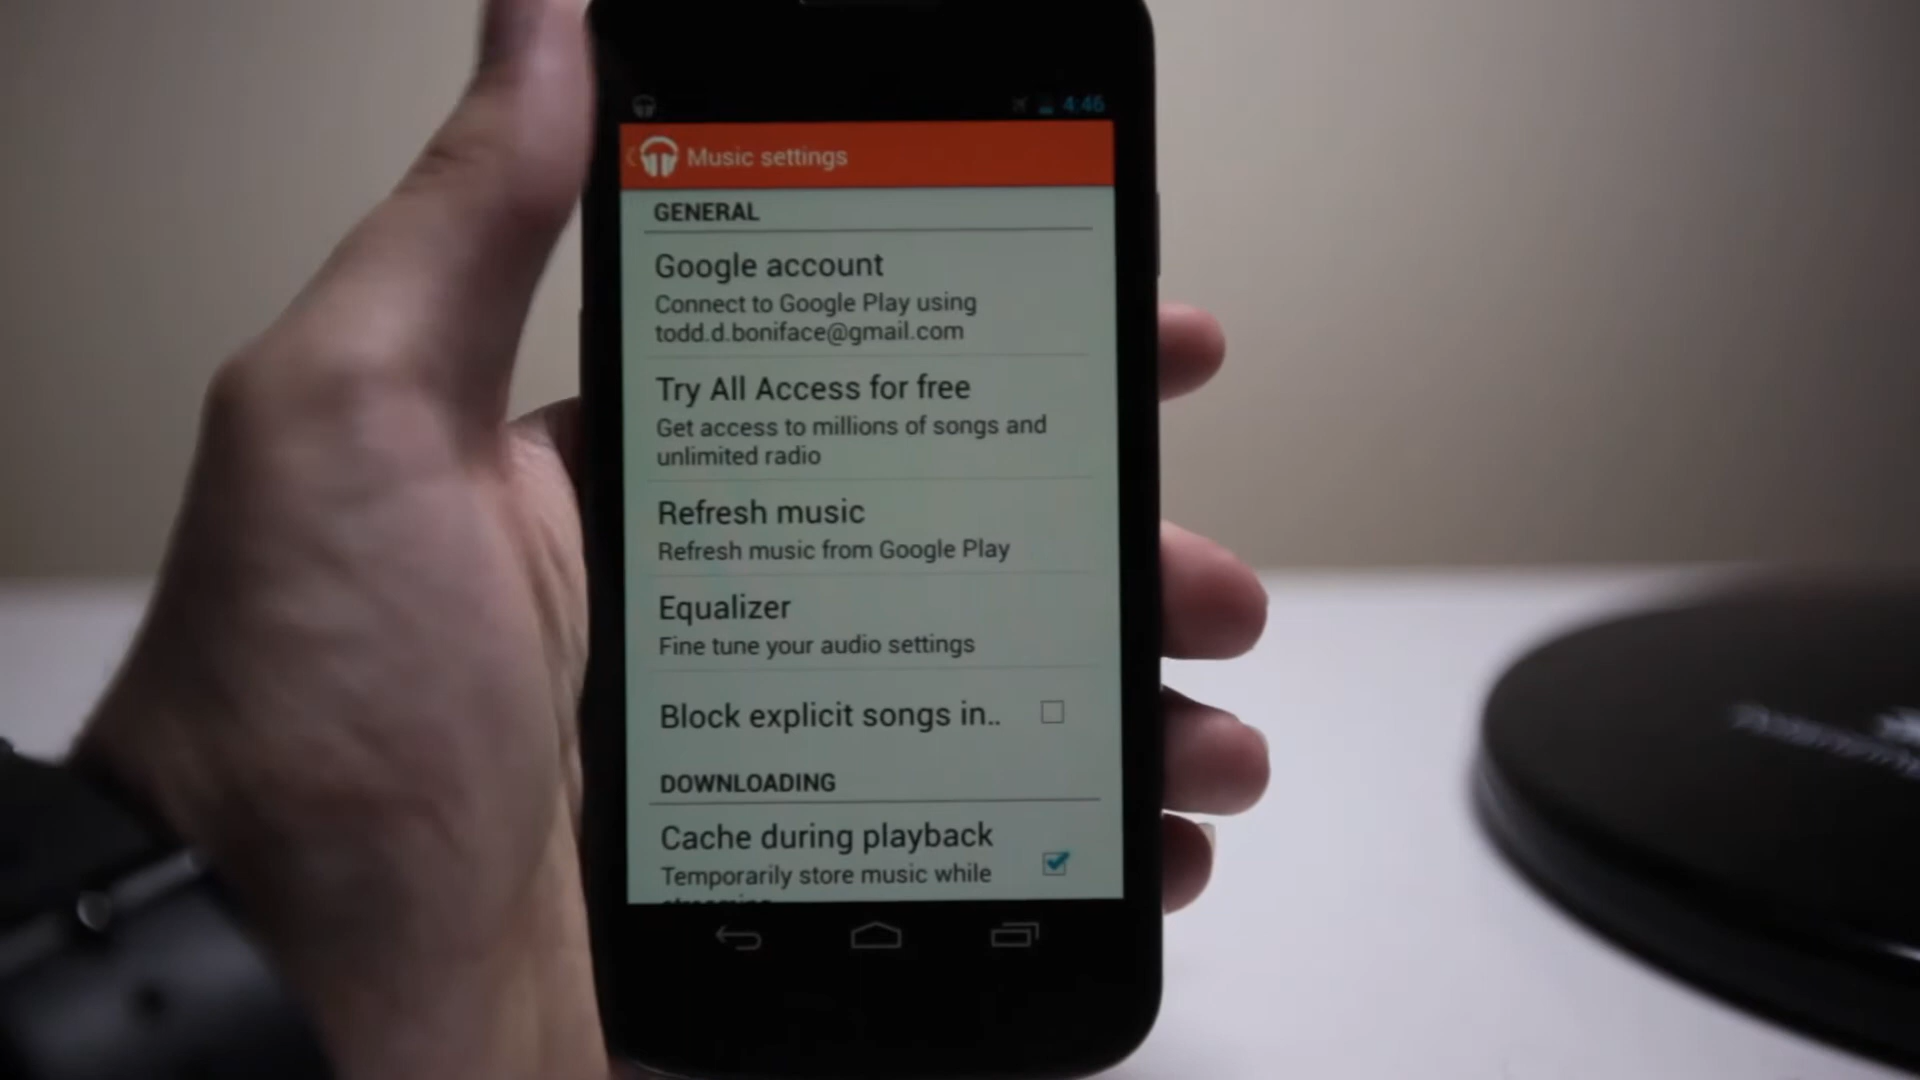 4:46
Music settings
GENERAL
Google account
Connect to Google Play using
todd.d.boniface@gmail.com
Try All Access for free
Get access to millions of songs and
unlimited radio
Refresh music
Refresh music from Google Play
Equalizer
Fine tune your audio settings
Block explicit songs in..
DOWNLOADING
Cache during playback
Temporarily store music while